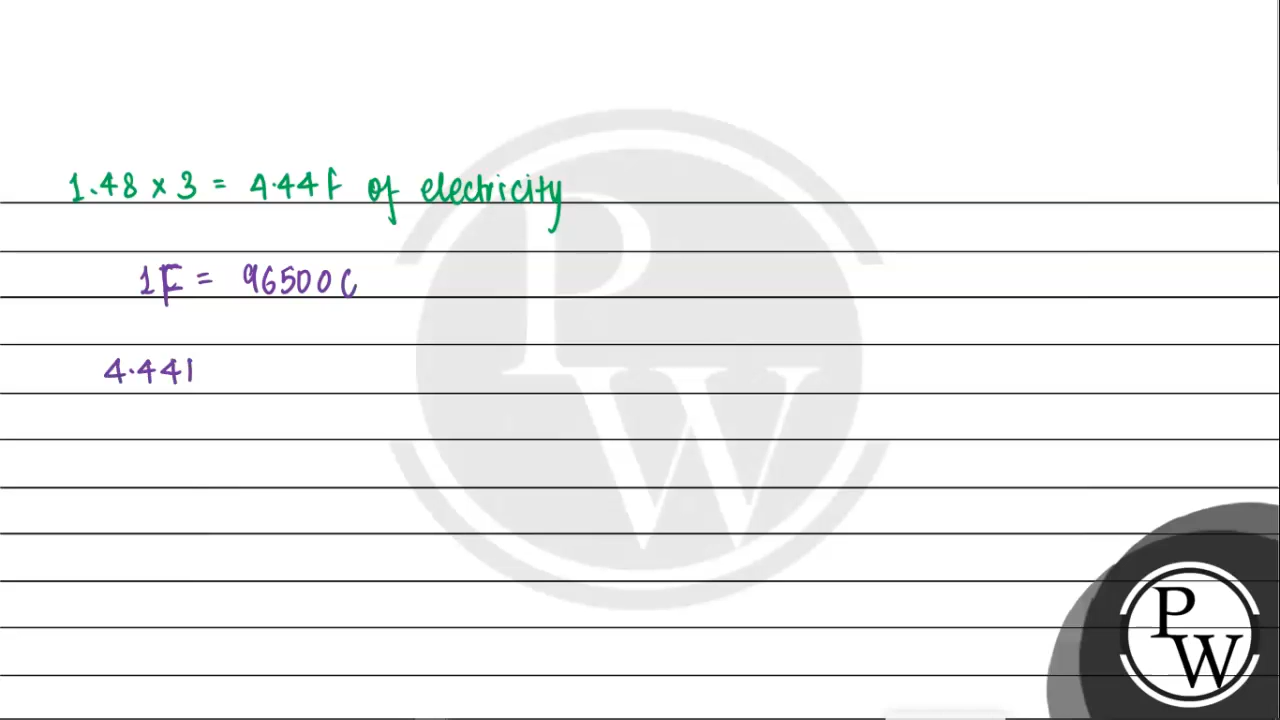 1.48 × 3 = 4.44 F of electricity
1F = 96500 C
4.441
P
W
P
W